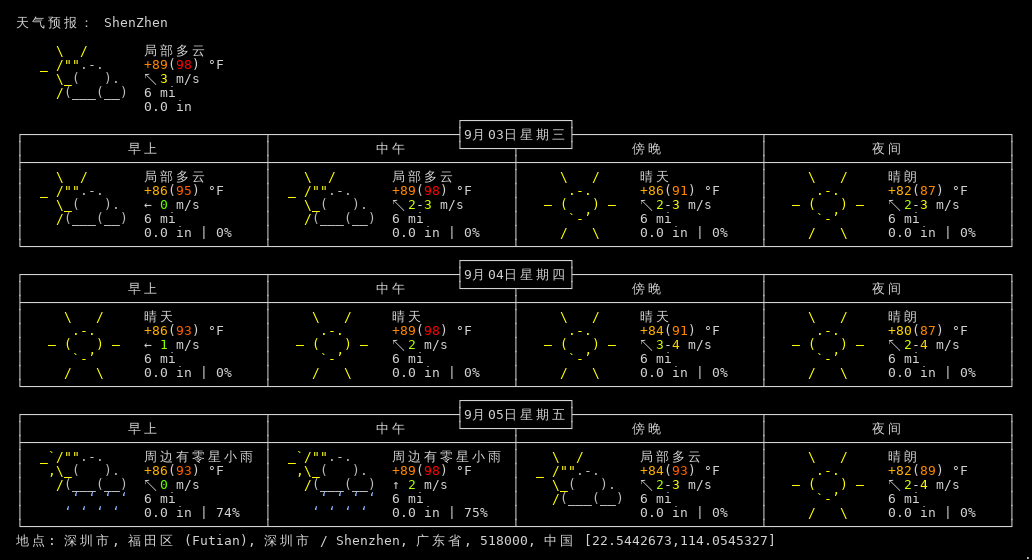 天气预报： ShenZhen
局部多云
+89(98) °F
↖3 m/s
6 mi
0.0 in
9月03日星期三
早上 中午 傍晚 夜间
局部多云 局部多云 晴天 晴朗
+86(95) °F +89(98) °F +86(91) °F +82(87) °F
← 0 m/s ↖2-3 m/s ↖2-3 m/s ↖2-3 m/s
6 mi 6 mi 6 mi 6 mi
0.0 in | 0% 0.0 in | 0% 0.0 in | 0% 0.0 in | 0%
9月04日星期四
早上 中午 傍晚 夜间
晴天 晴天 晴朗 晴朗
+86(93) °F +89(98) °F +84(91) °F +80(87) °F
← 1 m/s ↖2 m/s ↖3-4 m/s ↖2-4 m/s
6 mi 6 mi 6 mi 6 mi
0.0 in | 0% 0.0 in | 0% 0.0 in | 0% 0.0 in | 0%
9月05日星期五
早上 中午 傍晚 夜间
周边有零星小雨 周边有零星小雨 局部多云 晴朗
+86(93) °F +89(98) °F +84(93) °F +82(89) °F
↖0 m/s ↑ 2 m/s ↖2-3 m/s ↖2-4 m/s
6 mi 6 mi 6 mi 6 mi
0.0 in | 74% 0.0 in | 75% 0.0 in | 0% 0.0 in | 0%
地点: 深圳市, 福田区 (Futian), 深圳市 / Shenzhen, 广东省, 518000, 中国 [22.5442673,114.0545327]